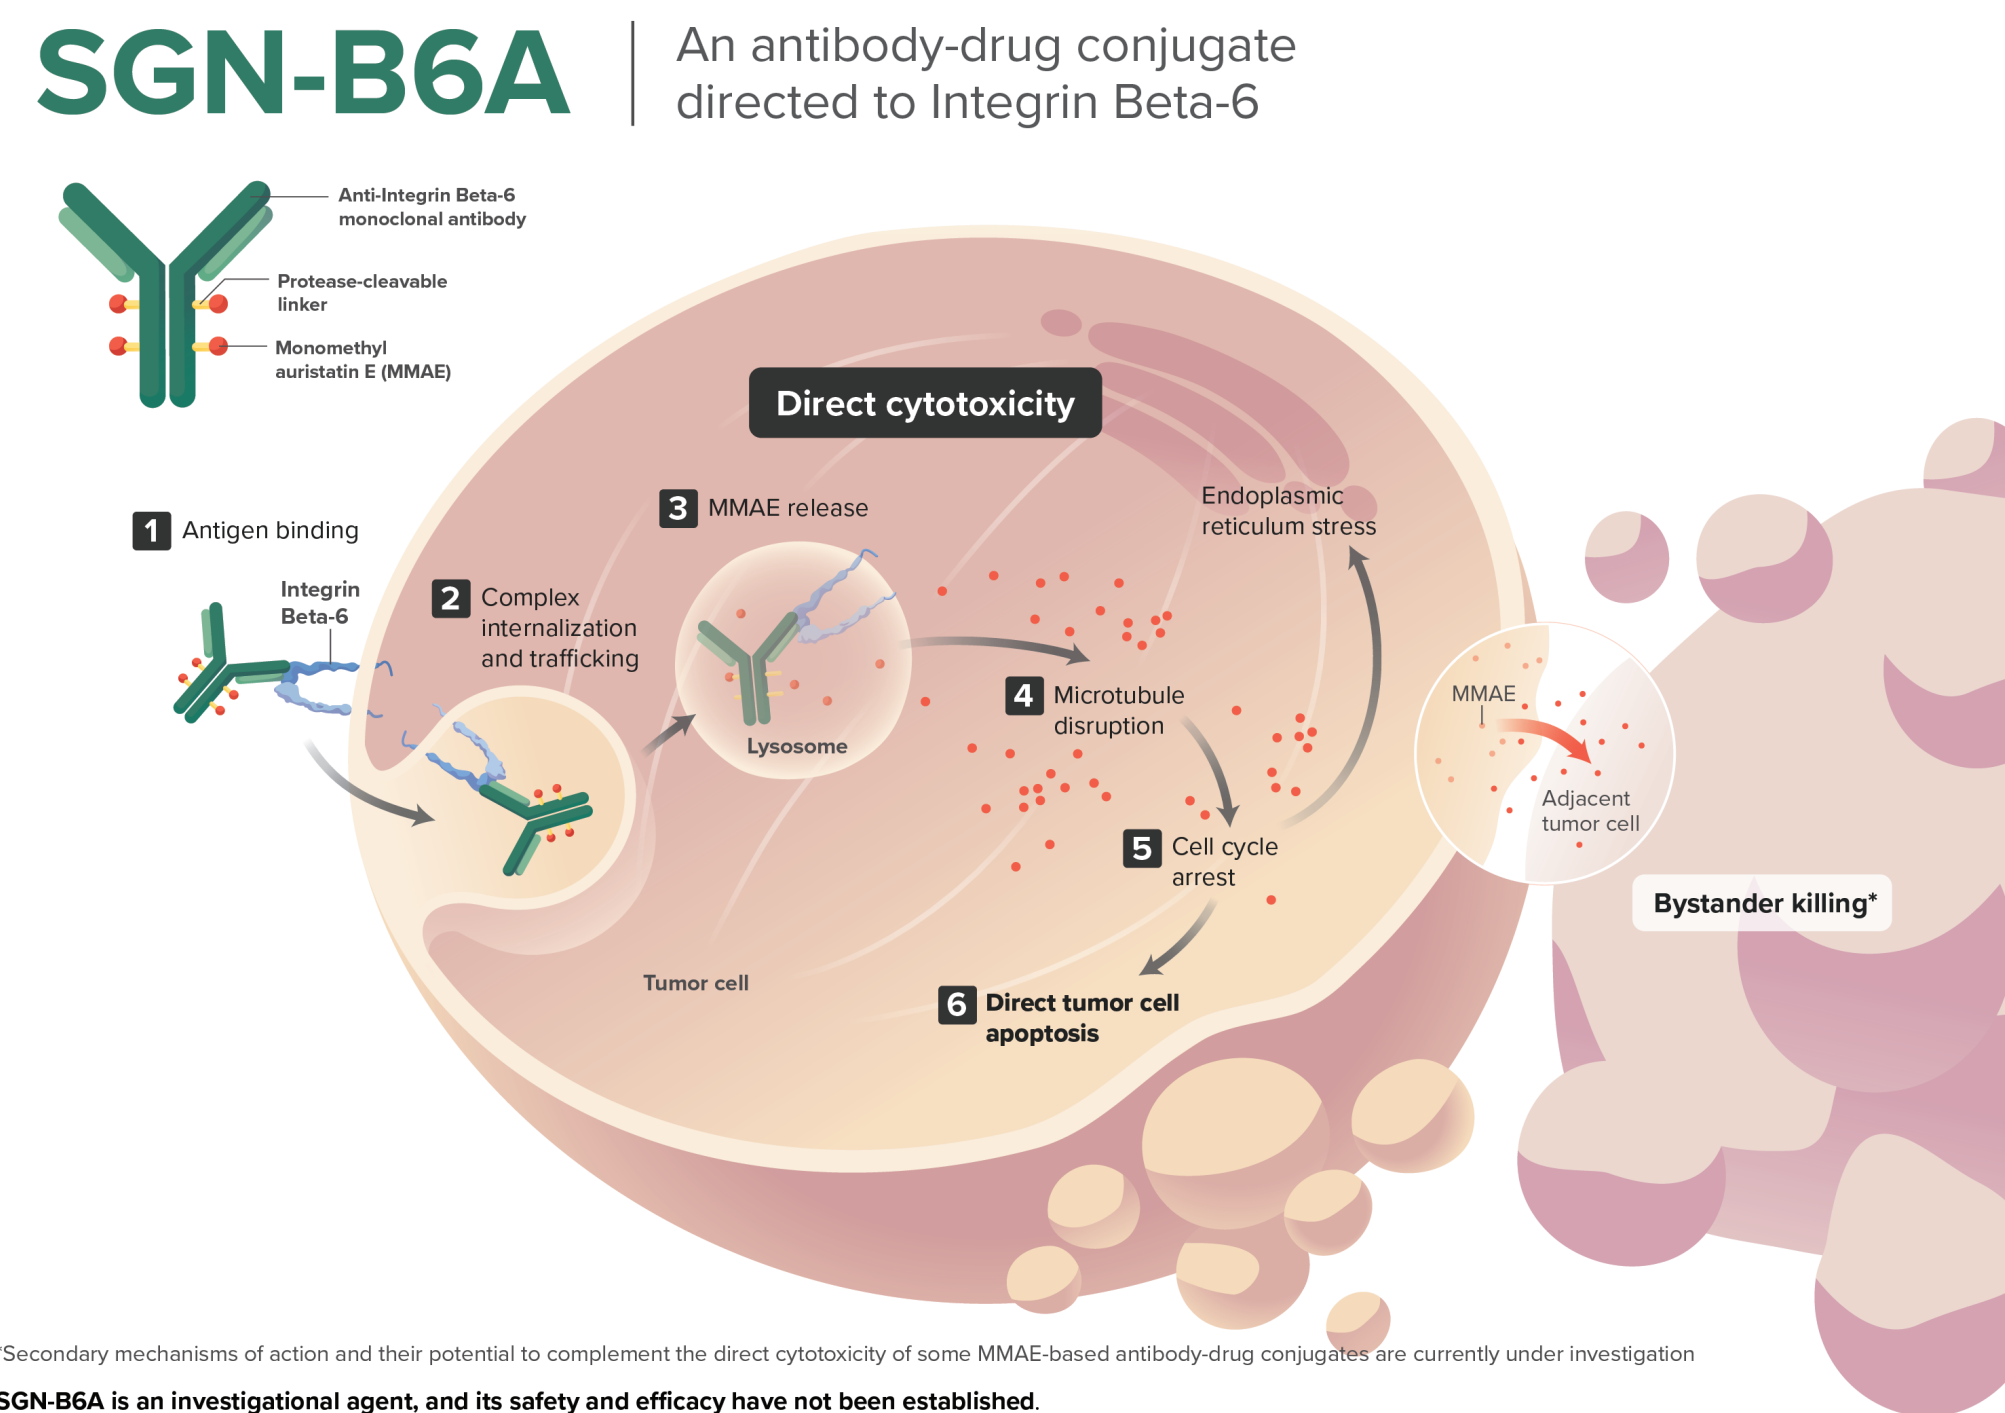 SGN-B6A
An antibody-drug conjugate
directed to Integrin Beta-6
Anti-Integrin Beta-6
monoclonal antibody
Protease-cleavable
linker
Monomethyl
auristatin E (MMAE)
Direct cytotoxicity
1 Antigen binding
Integrin
Beta-6
2 Complex
internalization
and trafficking
3 MMAE release
Lysosome
4 Microtubule
disruption
Endoplasmic
reticulum stress
5 Cell cycle
arrest
6 Direct tumor cell
apoptosis
Tumor cell
MMAE
Adjacent
tumor cell
Bystander killing*
*Secondary mechanisms of action and their potential to complement the direct cytotoxicity of some MMAE-based antibody-drug conjugates are currently under investigation
SGN-B6A is an investigational agent, and its safety and efficacy have not been established.